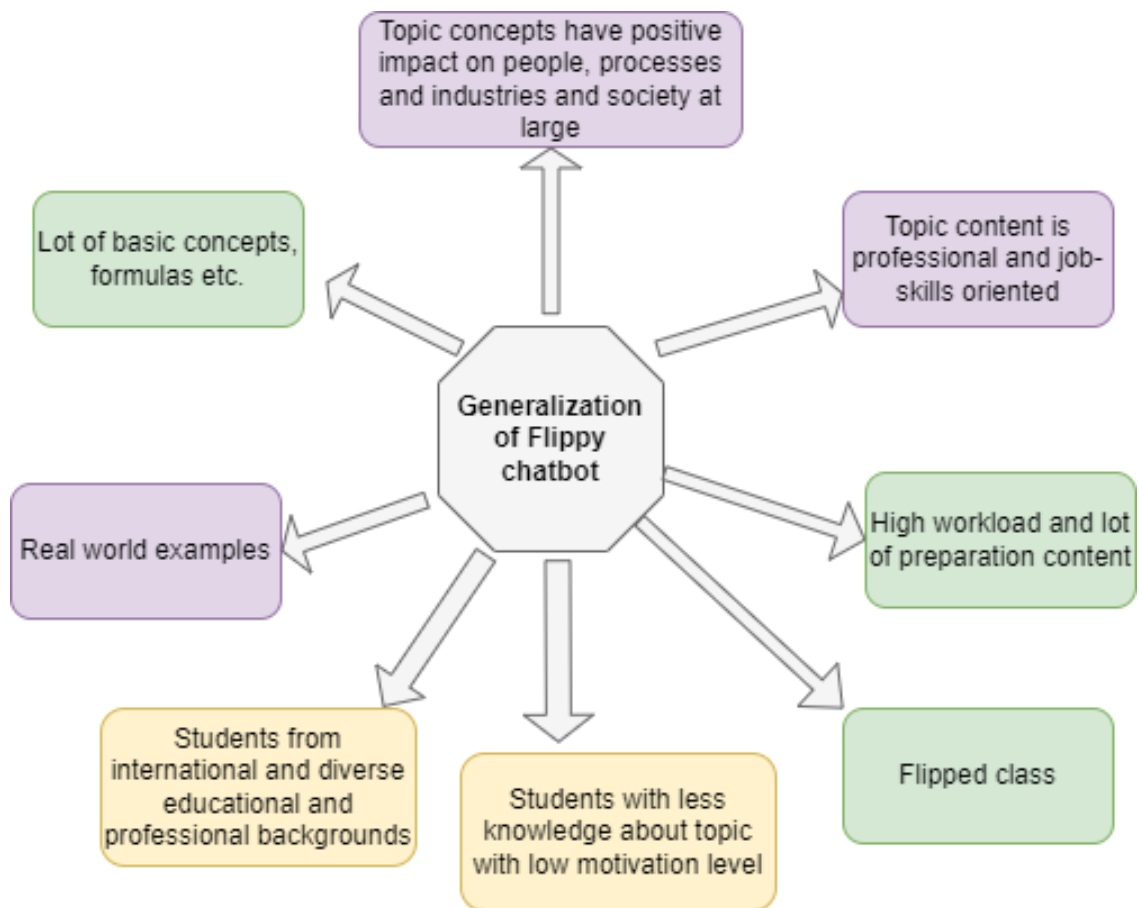 Topic concepts have positive
impact on people, processes
and industries and society at
large
Lot of basic concepts,
formulas etc.
Topic content is
professional and job-
skills oriented
Generalization
of Flippy
chatbot
Real world examples
High workload and lot
of preparation content
Students from
international and diverse
educational and
professional backgrounds
Students with less
knowledge about topic
with low motivation level
Flipped class